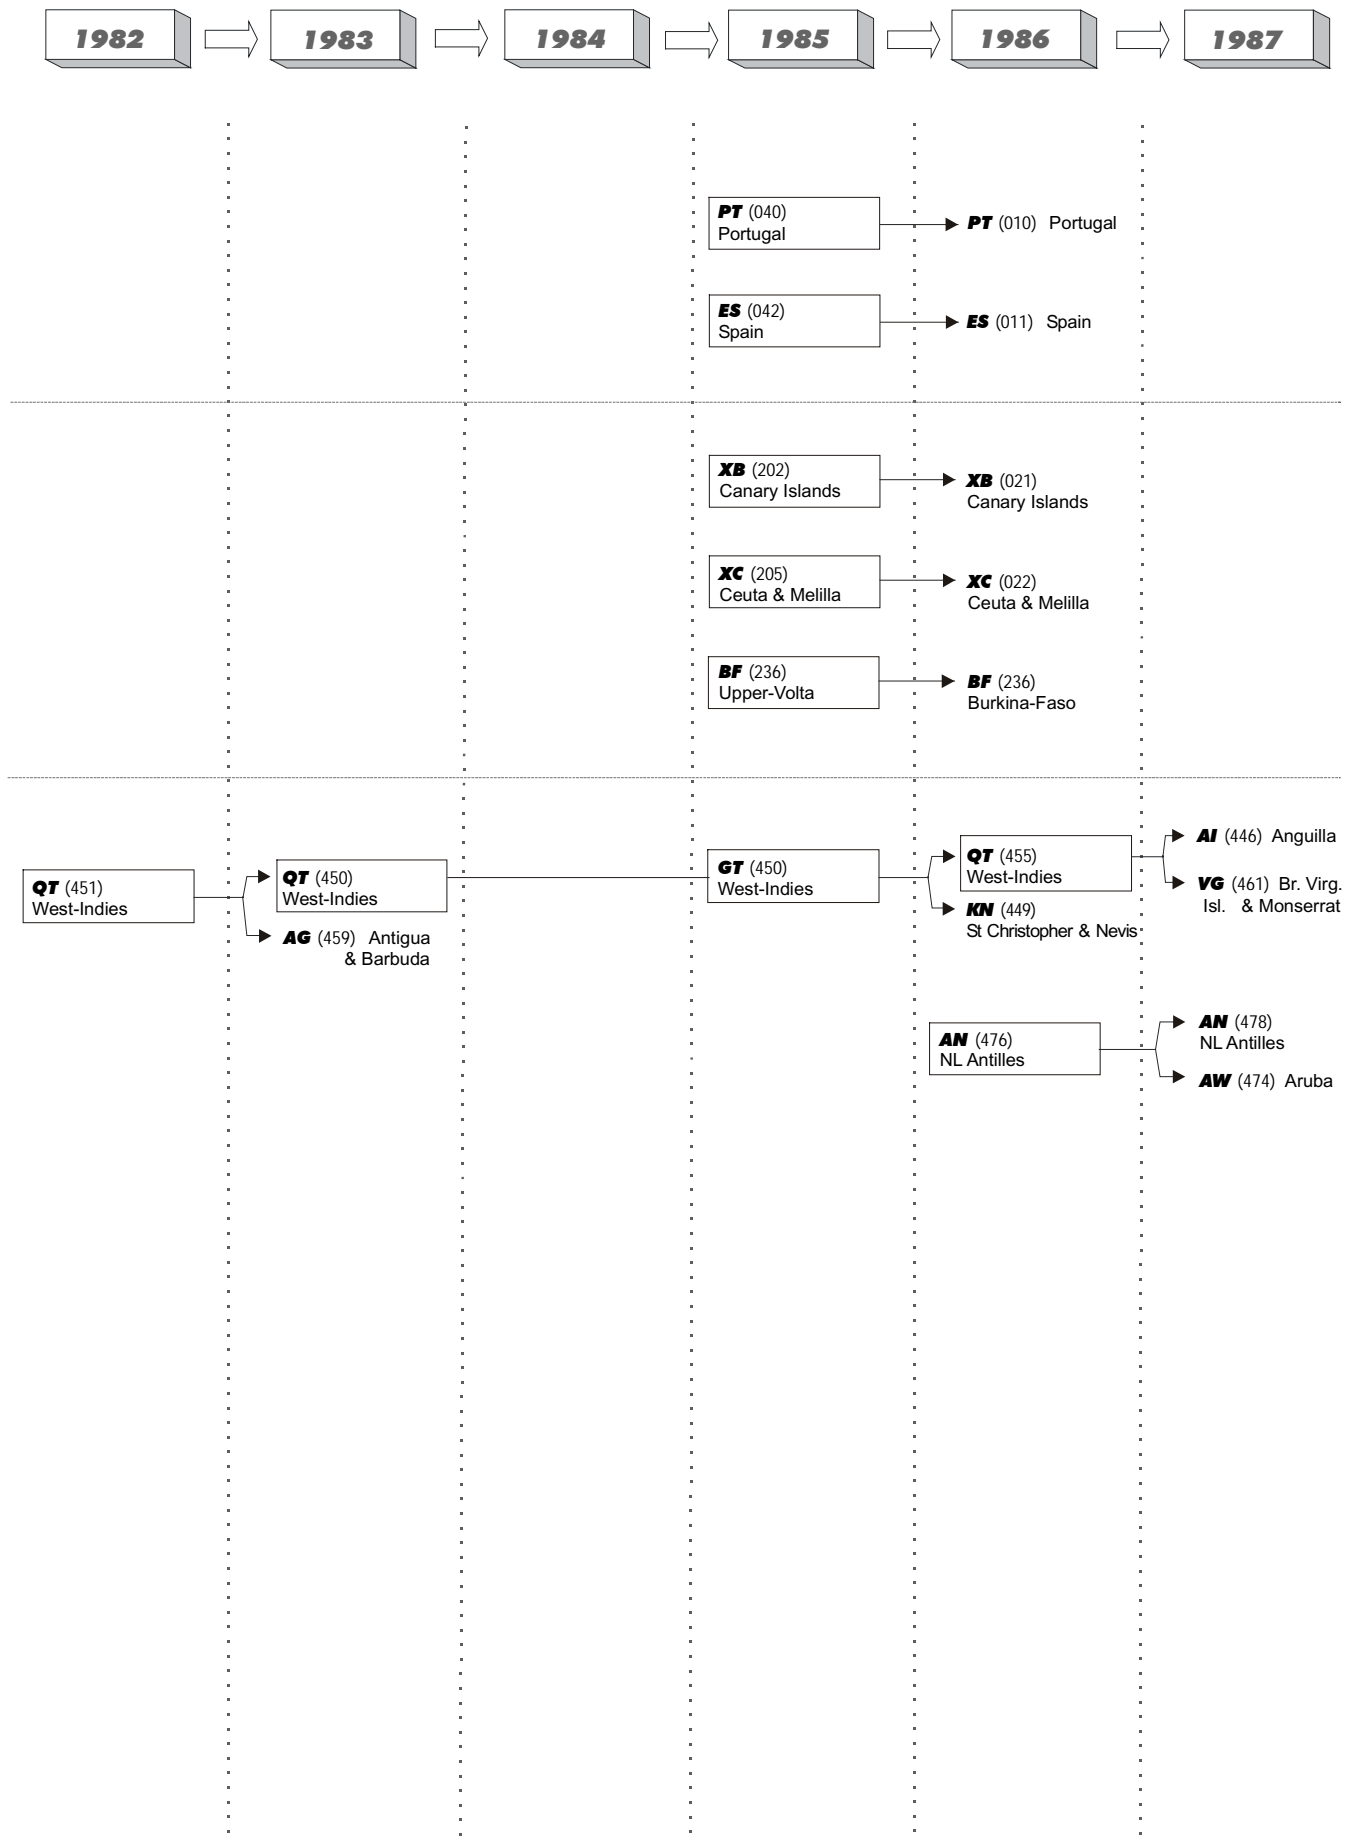 1982
1983
1984
1985
1986
1987
PT (040)
Portugal
PT (010) Portugal
ES (042)
Spain
ES (011) Spain
XB (202)
Canary Islands
XB (021)
Canary Islands
XC (205)
Ceuta & Melilla
XC (022)
Ceuta & Melilla
BF (236)
Upper-Volta
BF (236)
Burkina-Faso
QT (451)
West-Indies
QT (450)
West-Indies
AG (459) Antigua
& Barbuda
GT (450)
West-Indies
QT (455)
West-Indies
KN (449)
St Christopher & Nevis
AI (446) Anguilla
VG (461) Br. Virg.
Isl. & Monserrat
AN (476)
NL Antilles
AN (478)
NL Antilles
AW (474) Aruba